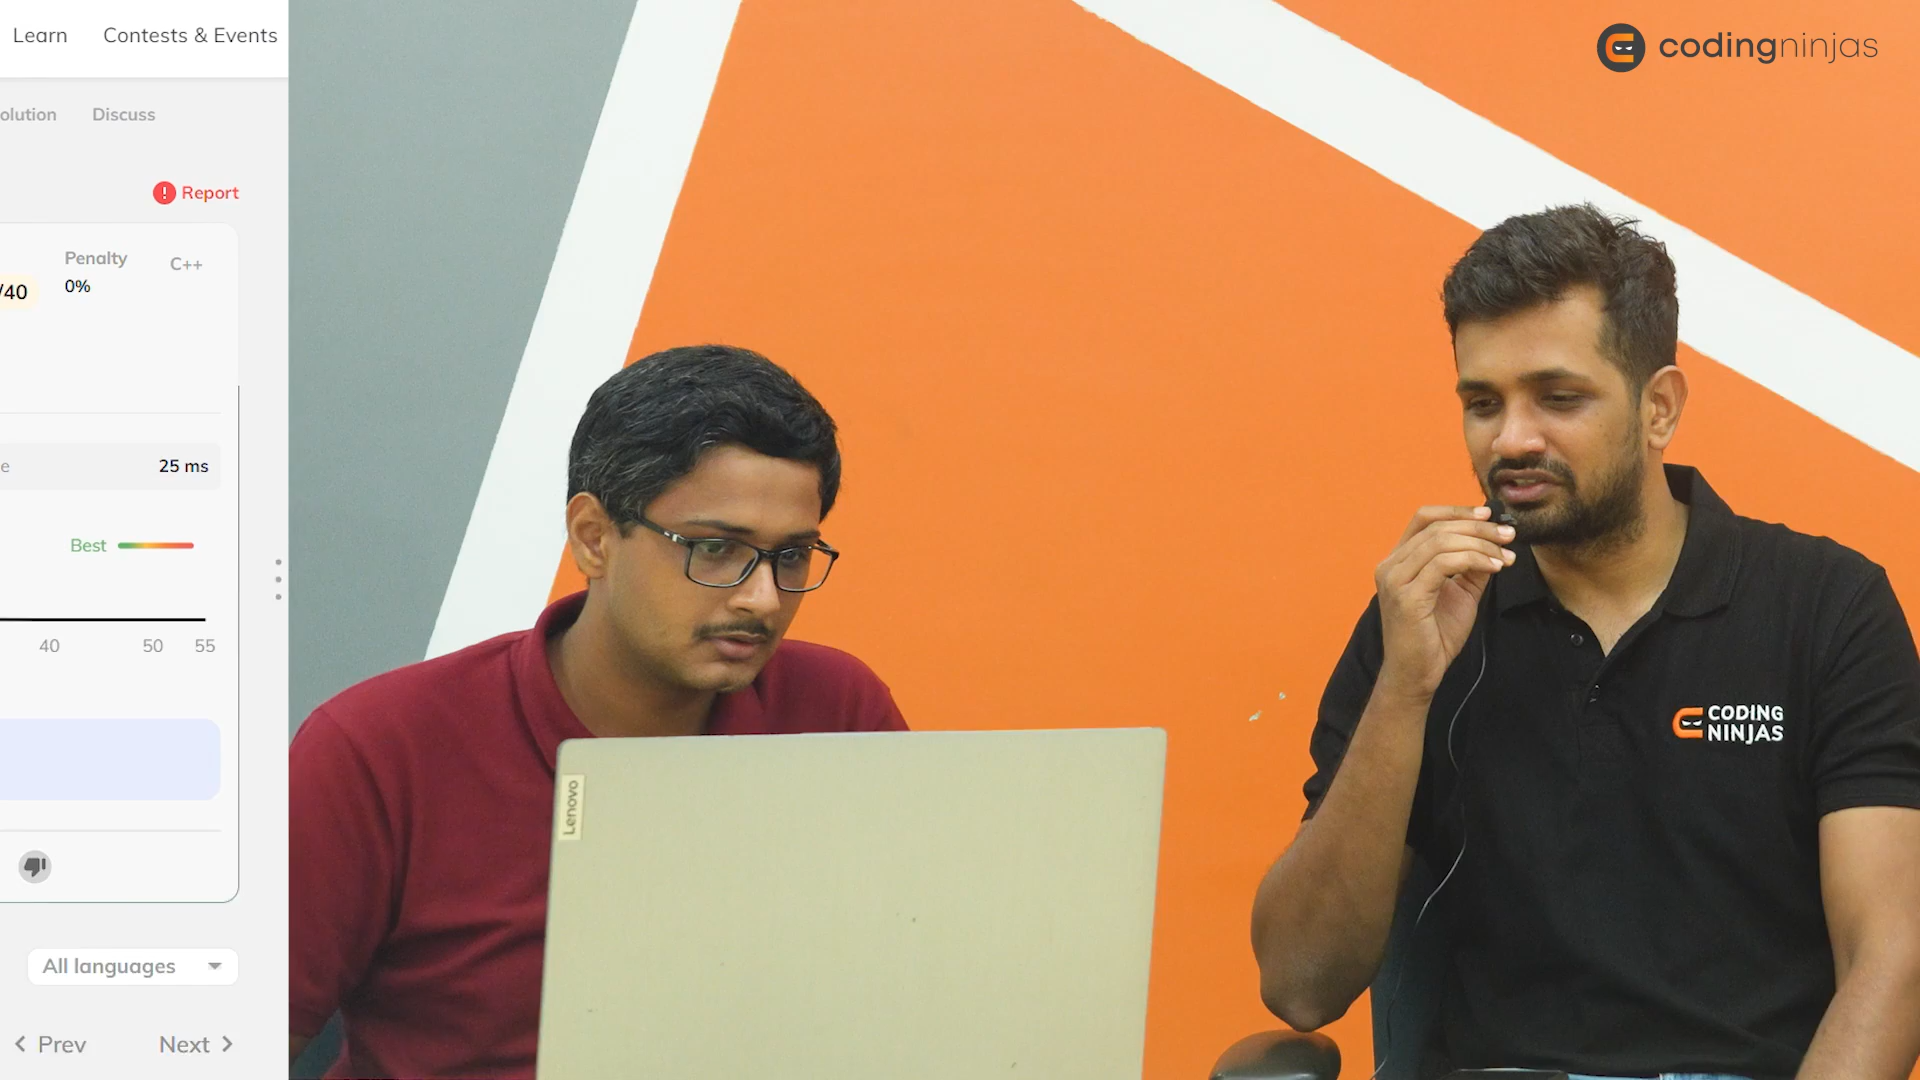 Learn
Contests & Events
codingninjas
olution
Discuss
Report
Penalty
C++
/40
0%
e
25 ms
Best
40
50
55
CODING
NINJAS
Lenovo
All languages
Prev
Next